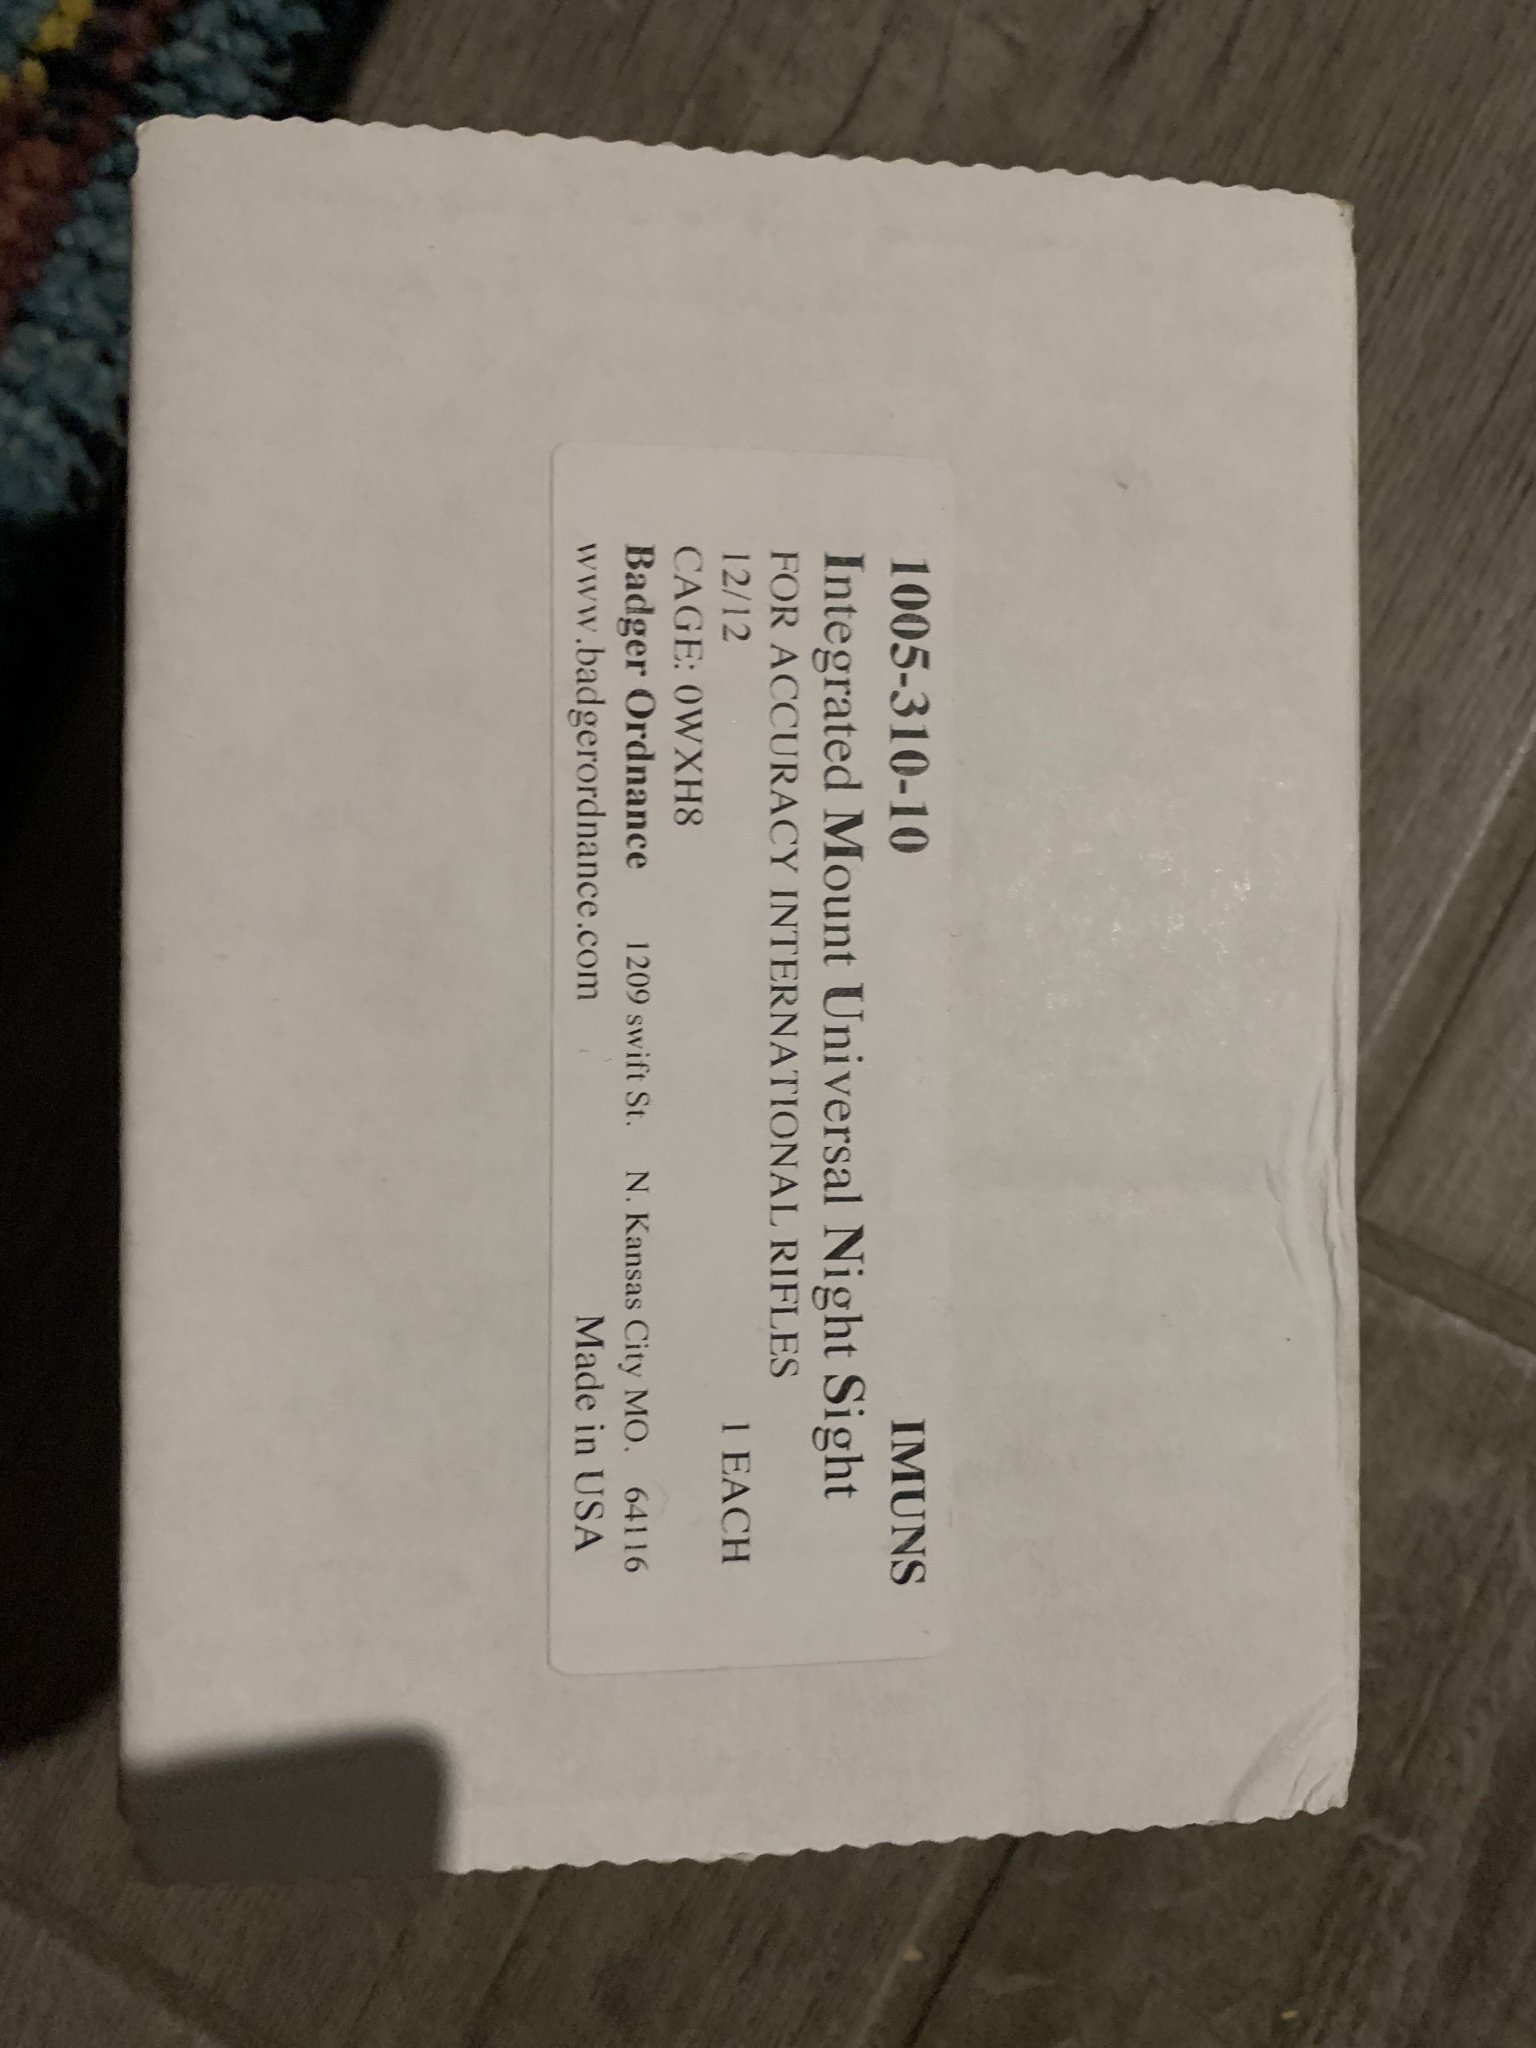 1005-310-10 IMUNS
Integrated Mount Universal Night Sight
FOR ACCURACY INTERNATIONAL RIFLES
12/12 1 EACH
CAGE: 0WXH8
Badger Ordnance 1209 swift St. N. Kansas City MO. 64116
www.badgerordnance.com Made in USA